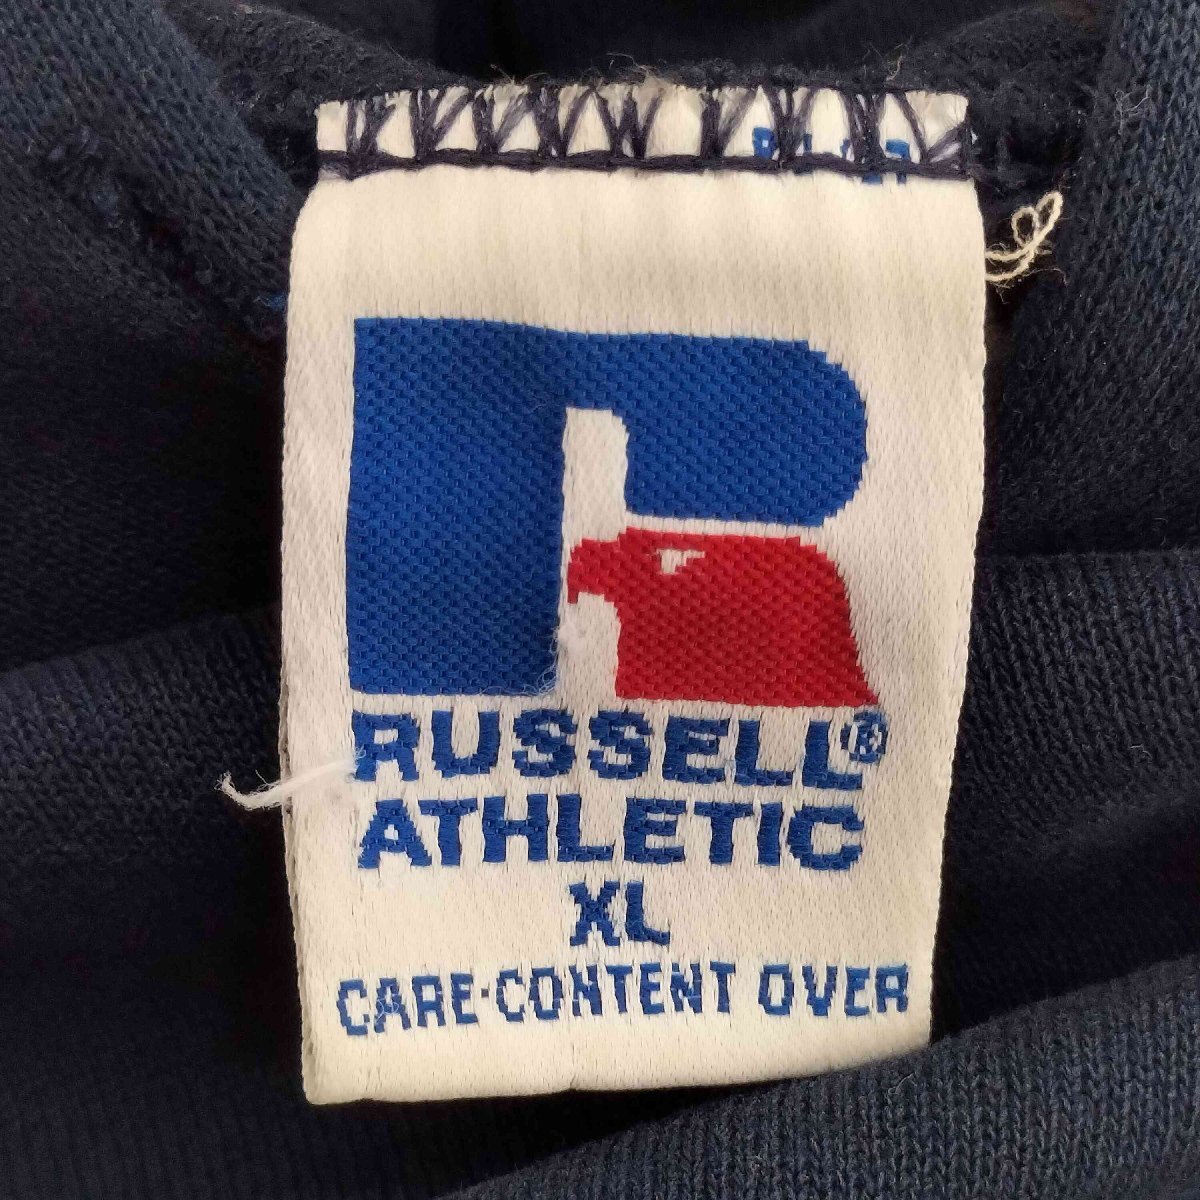 RUSSELL®
ATHLETIC
XL
CARE-CONTENT OVER